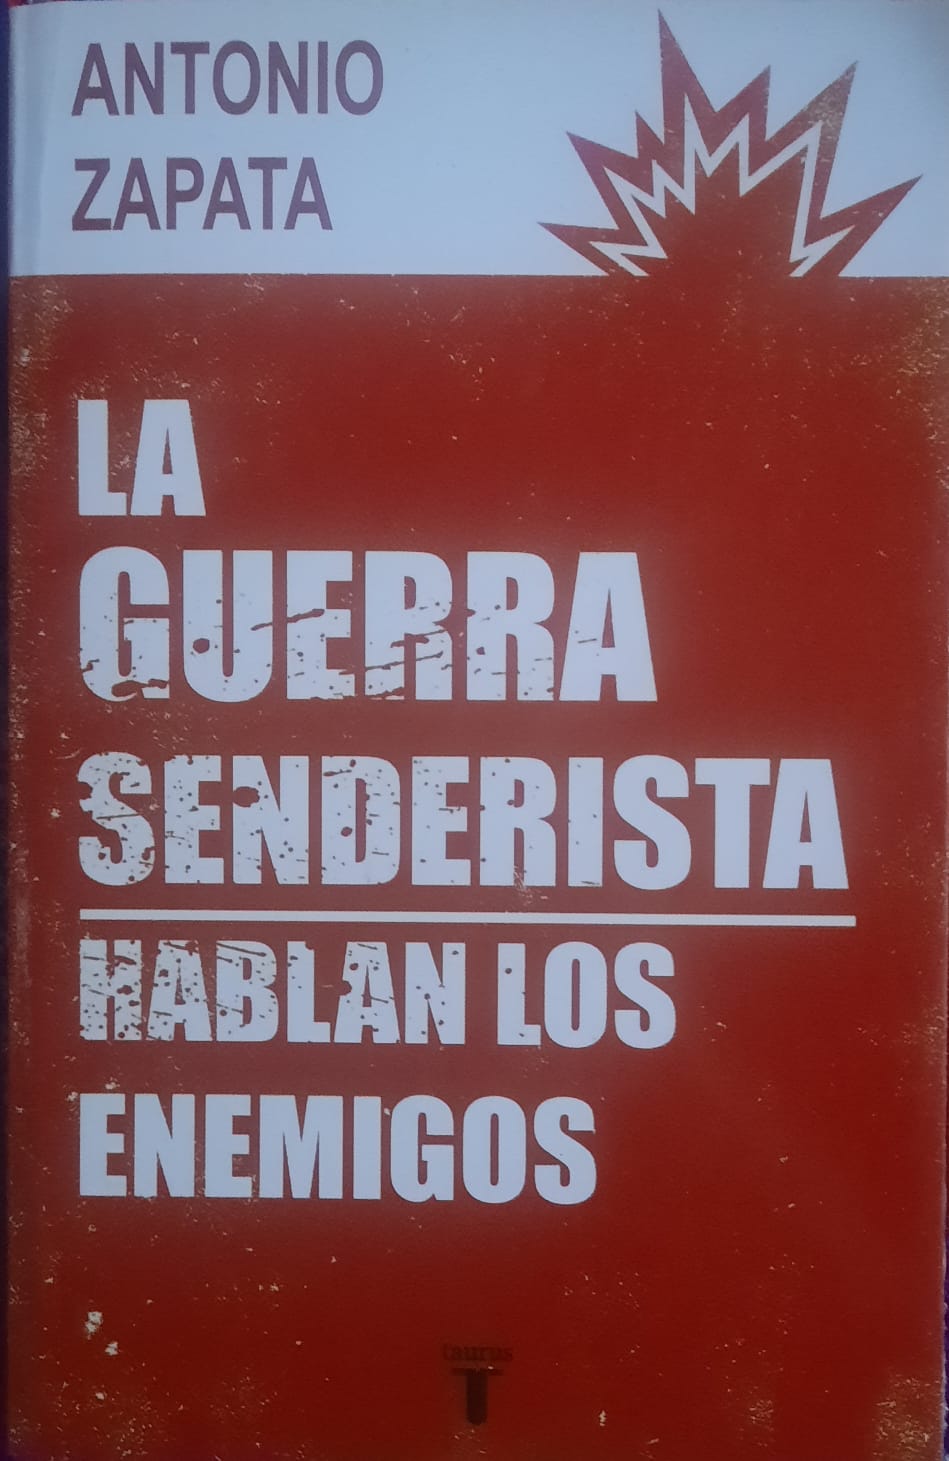 ANTONIO
ZAPATA
LA
GUERRA
SENDERISTA
HABLAN LOS
ENEMIGOS
taurus
T